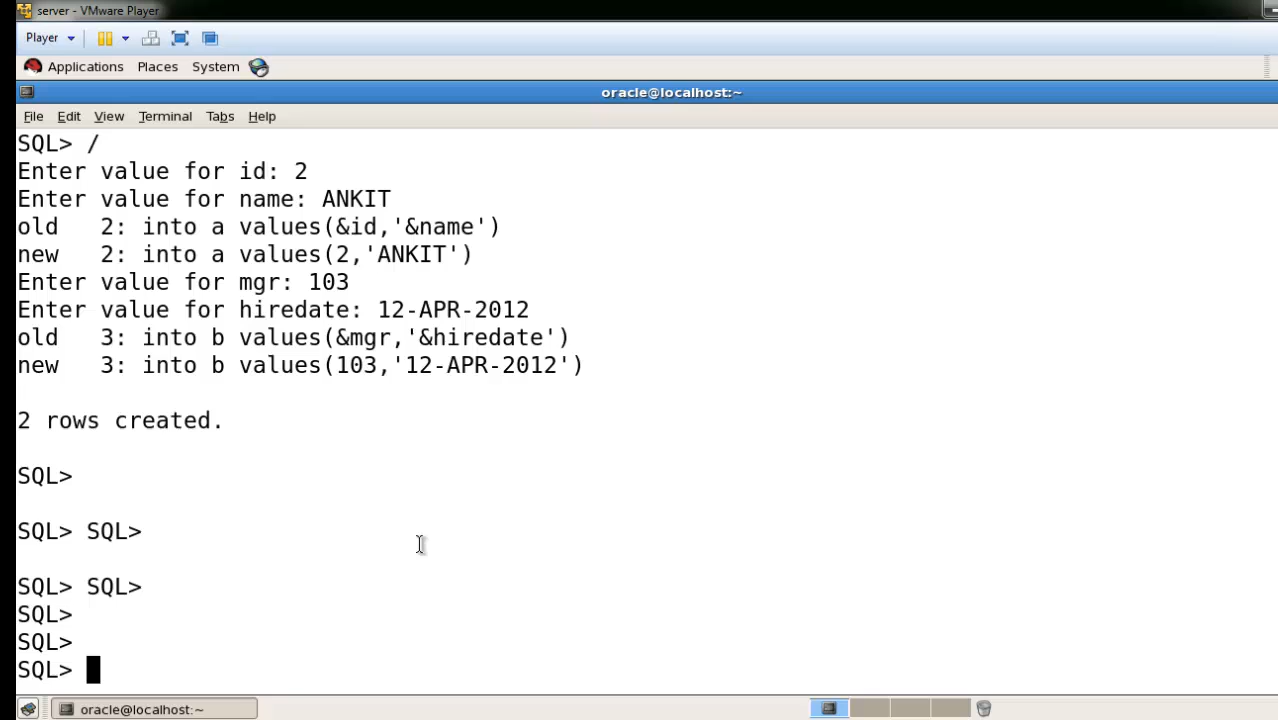 server - VMware Player
Player
Applications Places System
oracle@localhost:~
File Edit View Terminal Tabs Help
SQL> /
Enter value for id: 2
Enter value for name: ANKIT
old   2: into a values(&id,'&name')
new   2: into a values(2,'ANKIT')
Enter value for mgr: 103
Enter value for hiredate: 12-APR-2012
old   3: into b values(&mgr,'&hiredate')
new   3: into b values(103,'12-APR-2012')
2 rows created.
SQL>
SQL> SQL>
SQL> SQL>
SQL>
SQL>
SQL>
oracle@localhost:~